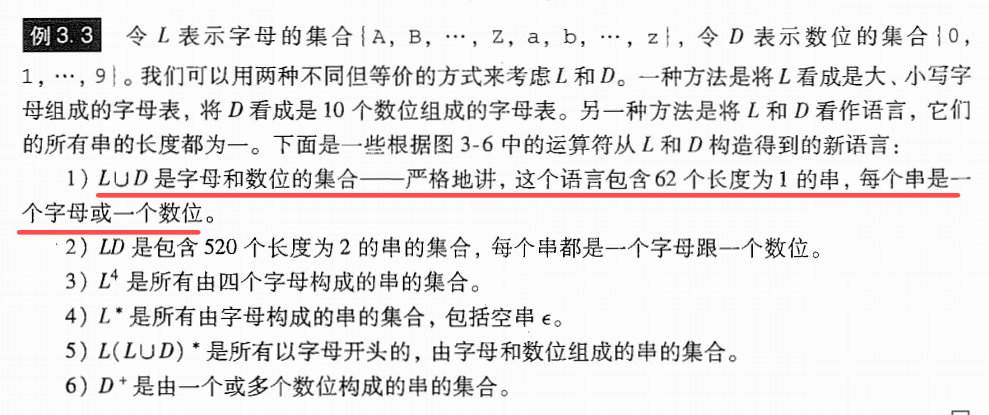 例3.3 令 L 表示字母的集合{A, B, …, Z, a, b, …, z}, 令 D 表示数位的集合{0,
1, …, 9}。我们可以用两种不同但等价的方式来考虑 L 和 D。一种方法是将 L 看成是大、小写字
母组成的字母表，将 D 看成是 10 个数位组成的字母表。另一种方法是将 L 和 D 看作语言，它们
的所有串的长度都为一。下面是一些根据图 3-6 中的运算符从 L 和 D 构造得到的新语言：
1) L∪D 是字母和数位的集合——严格地讲，这个语言包含 62 个长度为 1 的串，每个串是一
个字母或一个数位。
2) LD 是包含 520 个长度为 2 的串的集合，每个串都是一个字母跟一个数位。
3) L⁴ 是所有由四个字母构成的串的集合。
4) L* 是所有由字母构成的串的集合，包括空串 ϵ。
5) L(L∪D)* 是所有以字母开头的，由字母和数位组成的串的集合。
6) D⁺ 是由一个或多个数位构成的串的集合。